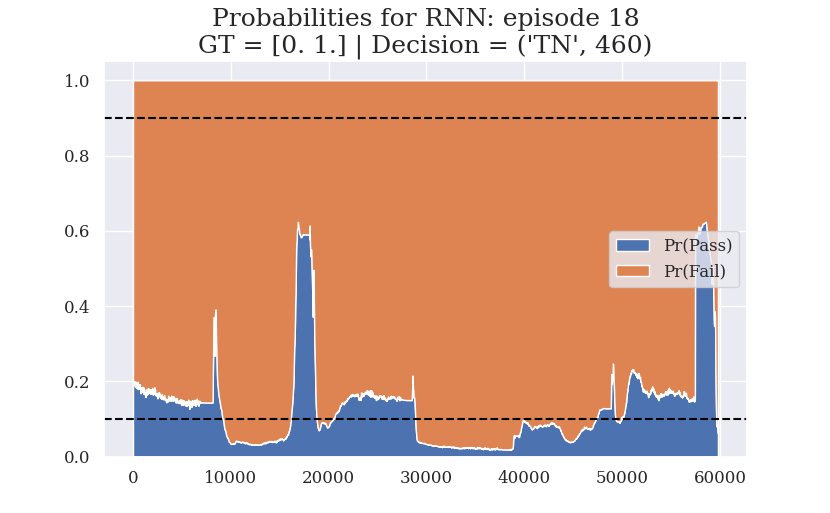 Probabilities for RNN: episode 18
GT = [0. 1.] | Decision = ('TN', 460)
1.0
0.8
0.6
0.4
0.2
0.0
Pr(Pass)
Pr(Fail)
0 10000 20000 30000 40000 50000 60000